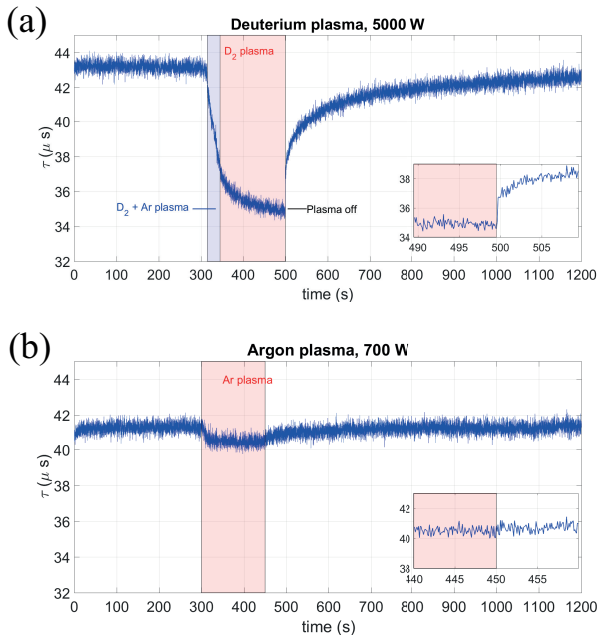 (a)
Deuterium plasma, 5000 W
44
42
40
38
36
34
32
τ (μ s)
D2 plasma
D2 + Ar plasma
Plasma off
38
36
34
490 495 500 505
0 100 200 300 400 500 600 700 800 900 1000 1100 1200
time (s)
(b)
Argon plasma, 700 W
44
42
40
38
36
34
32
τ (μ s)
Ar plasma
42
40
38
440 445 450 455
0 100 200 300 400 500 600 700 800 900 1000 1100 1200
time (s)